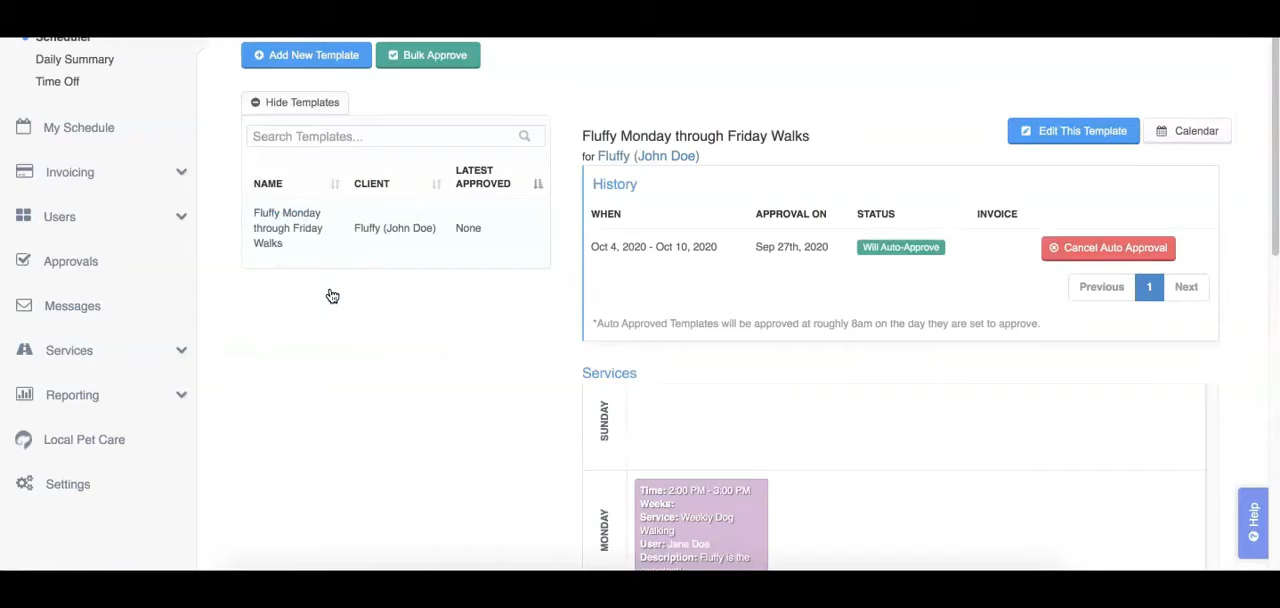 Scheduler
Daily Summary
Time Off
My Schedule
Invoicing
Users
Approvals
Messages
Services
Reporting
Local Pet Care
Settings
Add New Template
Bulk Approve
Hide Templates
Search Templates...
NAME
CLIENT
LATEST
APPROVED
Fluffy Monday
through Friday
Walks
Fluffy (John Doe)
None
Fluffy Monday through Friday Walks
for Fluffy (John Doe)
Edit This Template
Calendar
History
WHEN
APPROVAL ON
STATUS
INVOICE
Oct 4, 2020 - Oct 10, 2020
Sep 27th, 2020
Will Auto-Approve
Cancel Auto Approval
Previous
1
Next
*Auto Approved Templates will be approved at roughly 8am on the day they are set to approve.
Services
SUNDAY
MONDAY
Time: 2:00 PM - 3:00 PM
Weeks:
Service: Weekly Dog
Walking
User: Jane Doe
Description: Fluffy is the
Help